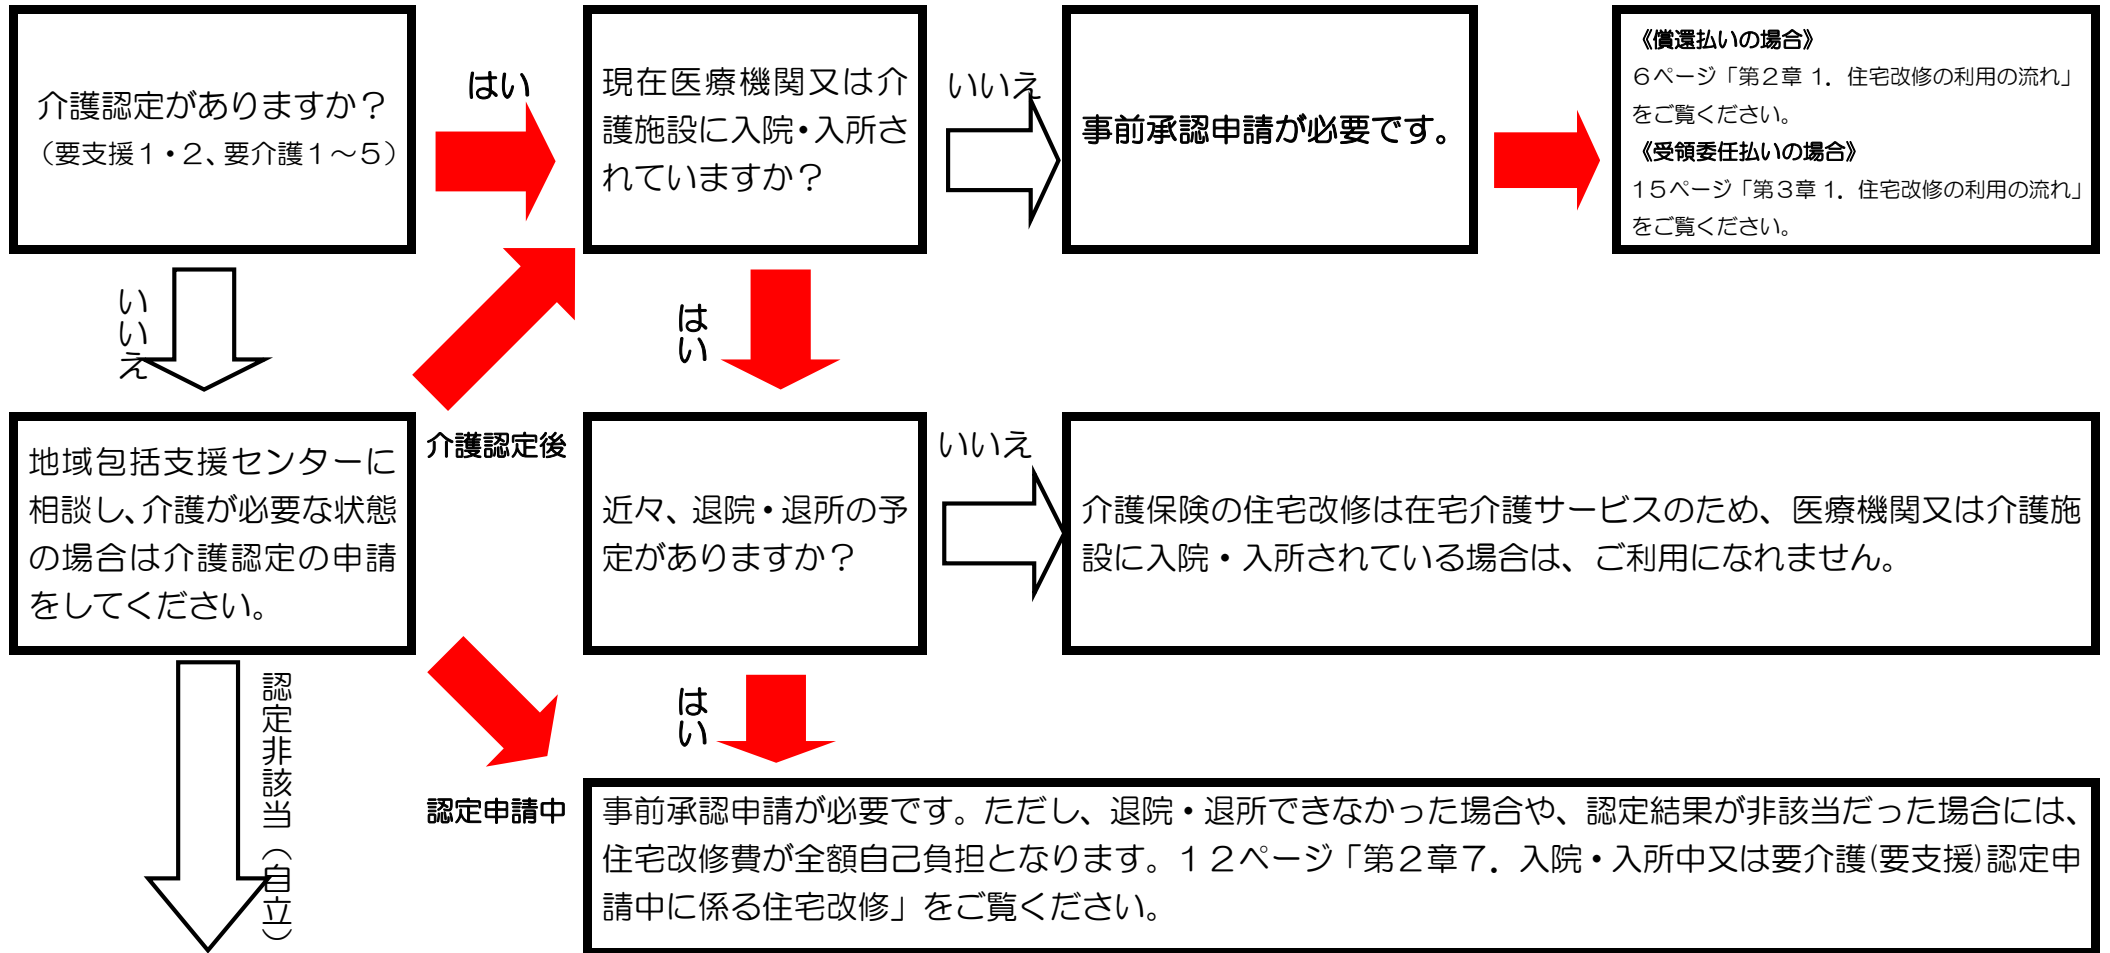 介護認定がありますか？
（要支援１・２、要介護１～５）
はい
現在医療機関又は介
護施設に入院・入所さ
れていますか？
いいえ
事前承認申請が必要です。
《償還払いの場合》
６ページ「第２章 １．住宅改修の利用の流れ」
をご覧ください。
《受領委任払いの場合》
１５ページ「第３章 １．住宅改修の利用の流れ」
をご覧ください。
いいえ
はい
地域包括支援センターに
相談し、介護が必要な状態
の場合は介護認定の申請
をしてください。
介護認定後
近々、退院・退所の予
定がありますか？
いいえ
介護保険の住宅改修は在宅介護サービスのため、医療機関又は介護施
設に入院・入所されている場合は、ご利用になれません。
認定非該当（自立）
はい
認定申請中
事前承認申請が必要です。ただし、退院・退所できなかった場合や、認定結果が非該当だった場合には、
住宅改修費が全額自己負担となります。１２ページ「第２章７．入院・入所中又は要介護(要支援)認定申
請中に係る住宅改修」をご覧ください。